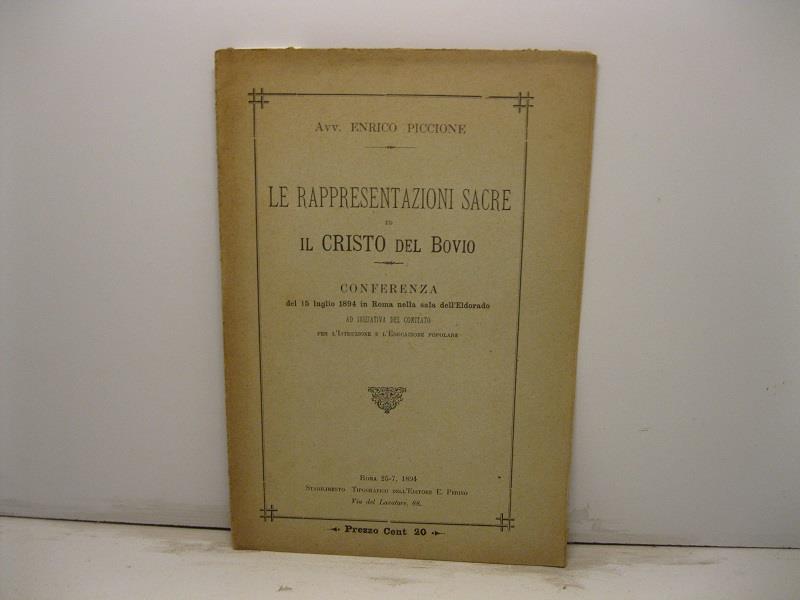 Avv. ENRICO PICCIONE
LE RAPPRESENTAZIONI SACRE
ED
IL CRISTO DEL BOVIO
CONFERENZA
del 15 luglio 1894 in Roma nella sala dell'Eldorado
AD INIZIATIVA DEL COMITATO
PER L'ISTRUZIONE E L'EDUCAZIONE POPOLARE
ROMA 25-7, 1894
STABILIMENTO TIPOGRAFICO DELL'EDITORE E. PERINO
Via del Lavatore, 88.
Prezzo Cent 20